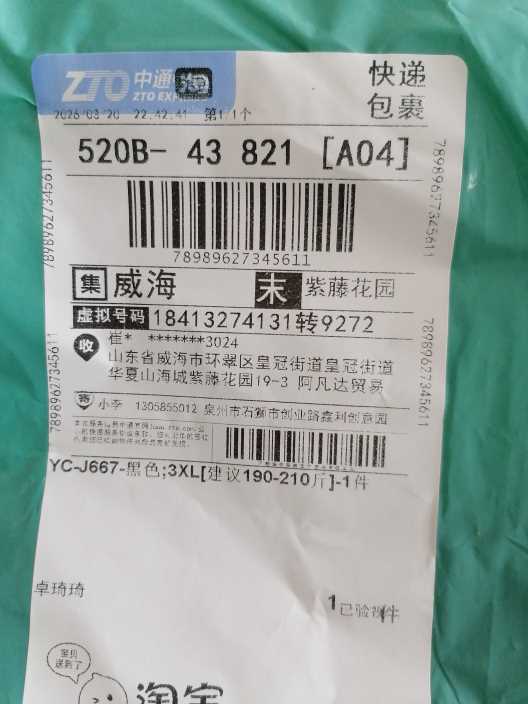 ZTO 中通
ZTO EXPRESS
快递
包裹
2026/03/20 22:42:41 第1/1个
520B- 43 821 [A04]
78989627345611
集 威海
末 紫藤花园
虚拟号码 18413274131转9272
收 崔* *******3024
山东省威海市环翠区皇冠街道皇冠街道
华夏山海城紫藤花园19-3 阿凡达贸易
寄 小李 1305855012 泉州市石狮市创业路鑫利创意园
YC-J667-黑色;3XL[建议190-210斤]-1件
卓琦琦
1 已验视件
宝贝
送到了
淘宝
78989627345611
78989627345611
78989627345611
78989627345611